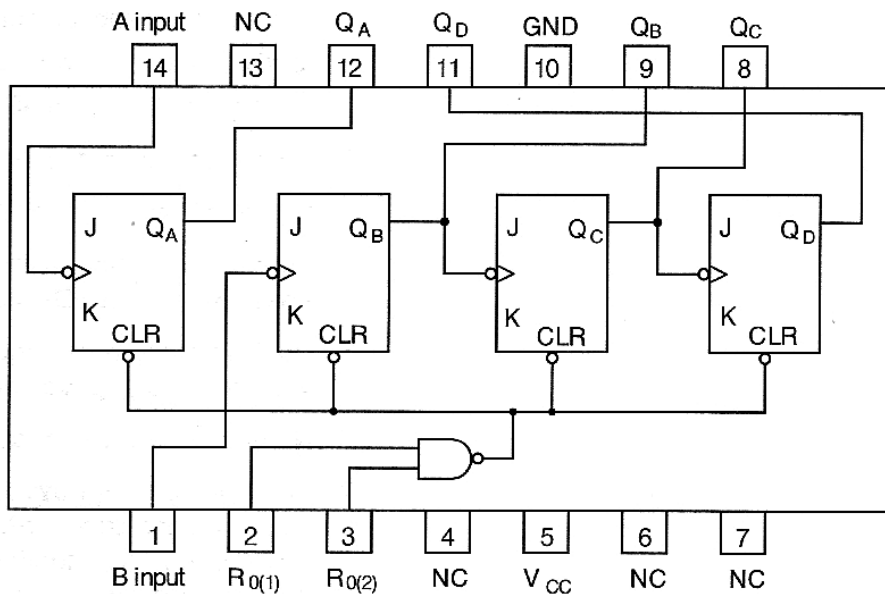 A input NC QA QD GND QB QC
14 13 12 11 10 9 8
J QA J QB J QC J QD
K K K K
CLR CLR CLR CLR
1 2 3 4 5 6 7
B input R0(1) R0(2) NC VCC NC NC